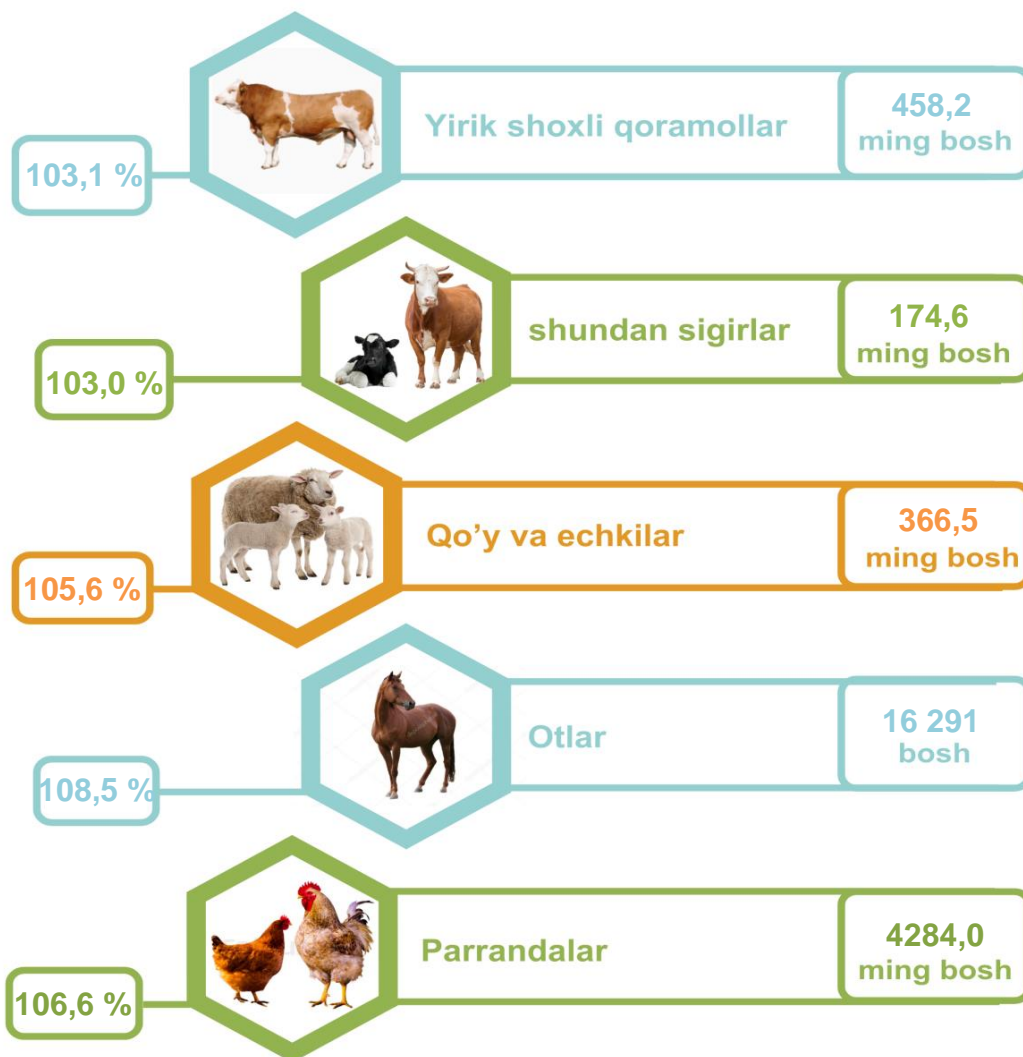 Yirik shoxli qoramollar
458,2
ming bosh
103,1 %
shundan sigirlar
174,6
ming bosh
103,0 %
Qo’y va echkilar
366,5
ming bosh
105,6 %
Otlar
16 291
bosh
108,5 %
Parrandalar
4284,0
ming bosh
106,6 %